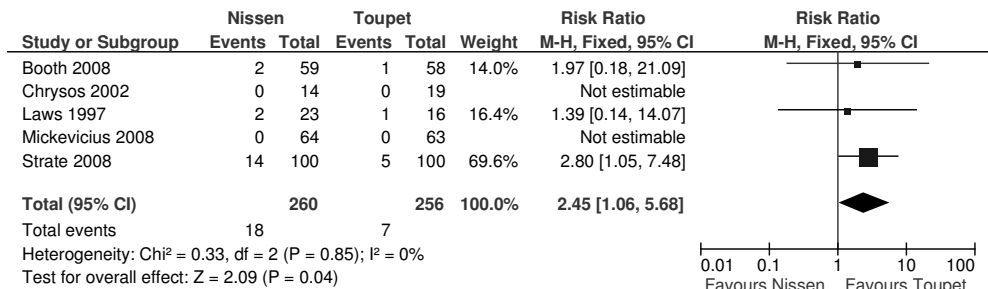 Nissen Toupet Risk Ratio Risk Ratio
Study or Subgroup Events Total Events Total Weight M-H, Fixed, 95% CI M-H, Fixed, 95% CI
Booth 2008 2 59 1 58 14.0% 1.97 [0.18, 21.09]
Chrysos 2002 0 14 0 19 Not estimable
Laws 1997 2 23 1 16 16.4% 1.39 [0.14, 14.07]
Mickevicius 2008 0 64 0 63 Not estimable
Strate 2008 14 100 5 100 69.6% 2.80 [1.05, 7.48]
Total (95% CI) 260 256 100.0% 2.45 [1.06, 5.68]
Total events 18 7
Heterogeneity: Chi² = 0.33, df = 2 (P = 0.85); I² = 0%
Test for overall effect: Z = 2.09 (P = 0.04)
0.01 0.1 1 10 100
Favours Nissen Favours Toupet